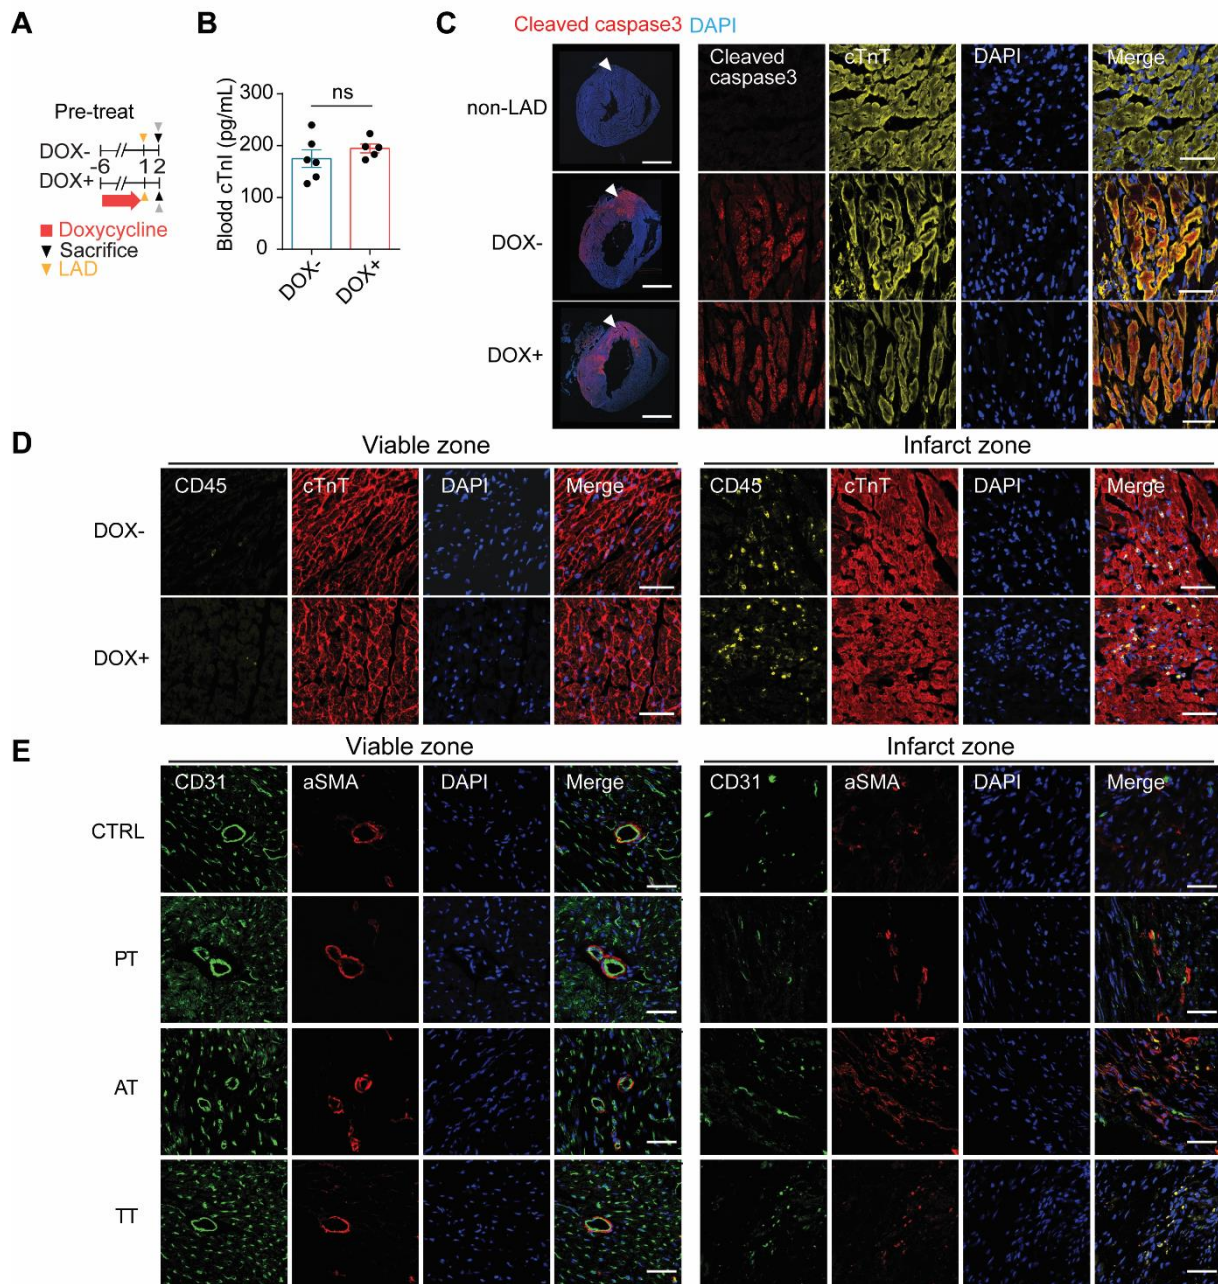 A
Pre-treat
DOX-
-6 1 2
DOX+
Doxycycline
Sacrifice
LAD
B
Blodd cTnI (pg/mL)
300
200
100
0
ns
DOX-
DOX+
C
Cleaved caspase3 DAPI
Cleaved caspase3
cTnT
DAPI
Merge
non-LAD
DOX-
DOX+
D
Viable zone
Infarct zone
CD45 cTnT DAPI Merge
CD45 cTnT DAPI Merge
DOX-
DOX+
E
Viable zone
Infarct zone
CD31 aSMA DAPI Merge
CD31 aSMA DAPI Merge
CTRL
PT
AT
TT